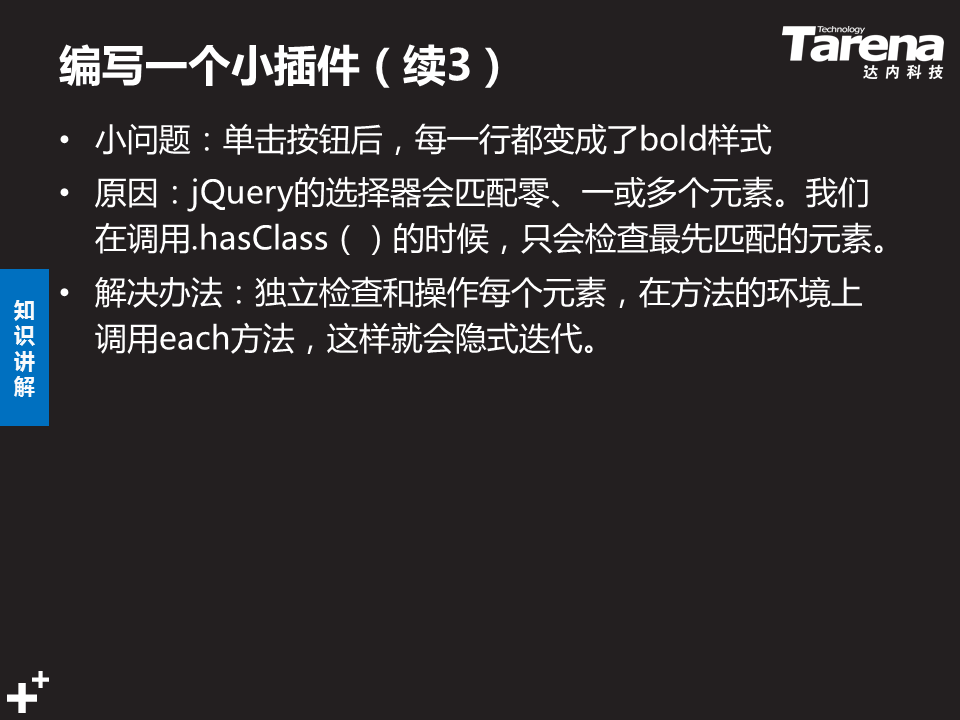 编写一个小插件（续3）
Technology
Tarena
达内科技
• 小问题：单击按钮后，每一行都变成了bold样式
• 原因：jQuery的选择器会匹配零、一或多个元素。我们
在调用.hasClass（）的时候，只会检查最先匹配的元素。
• 解决办法：独立检查和操作每个元素，在方法的环境上
调用each方法，这样就会隐式迭代。
知
识
讲
解